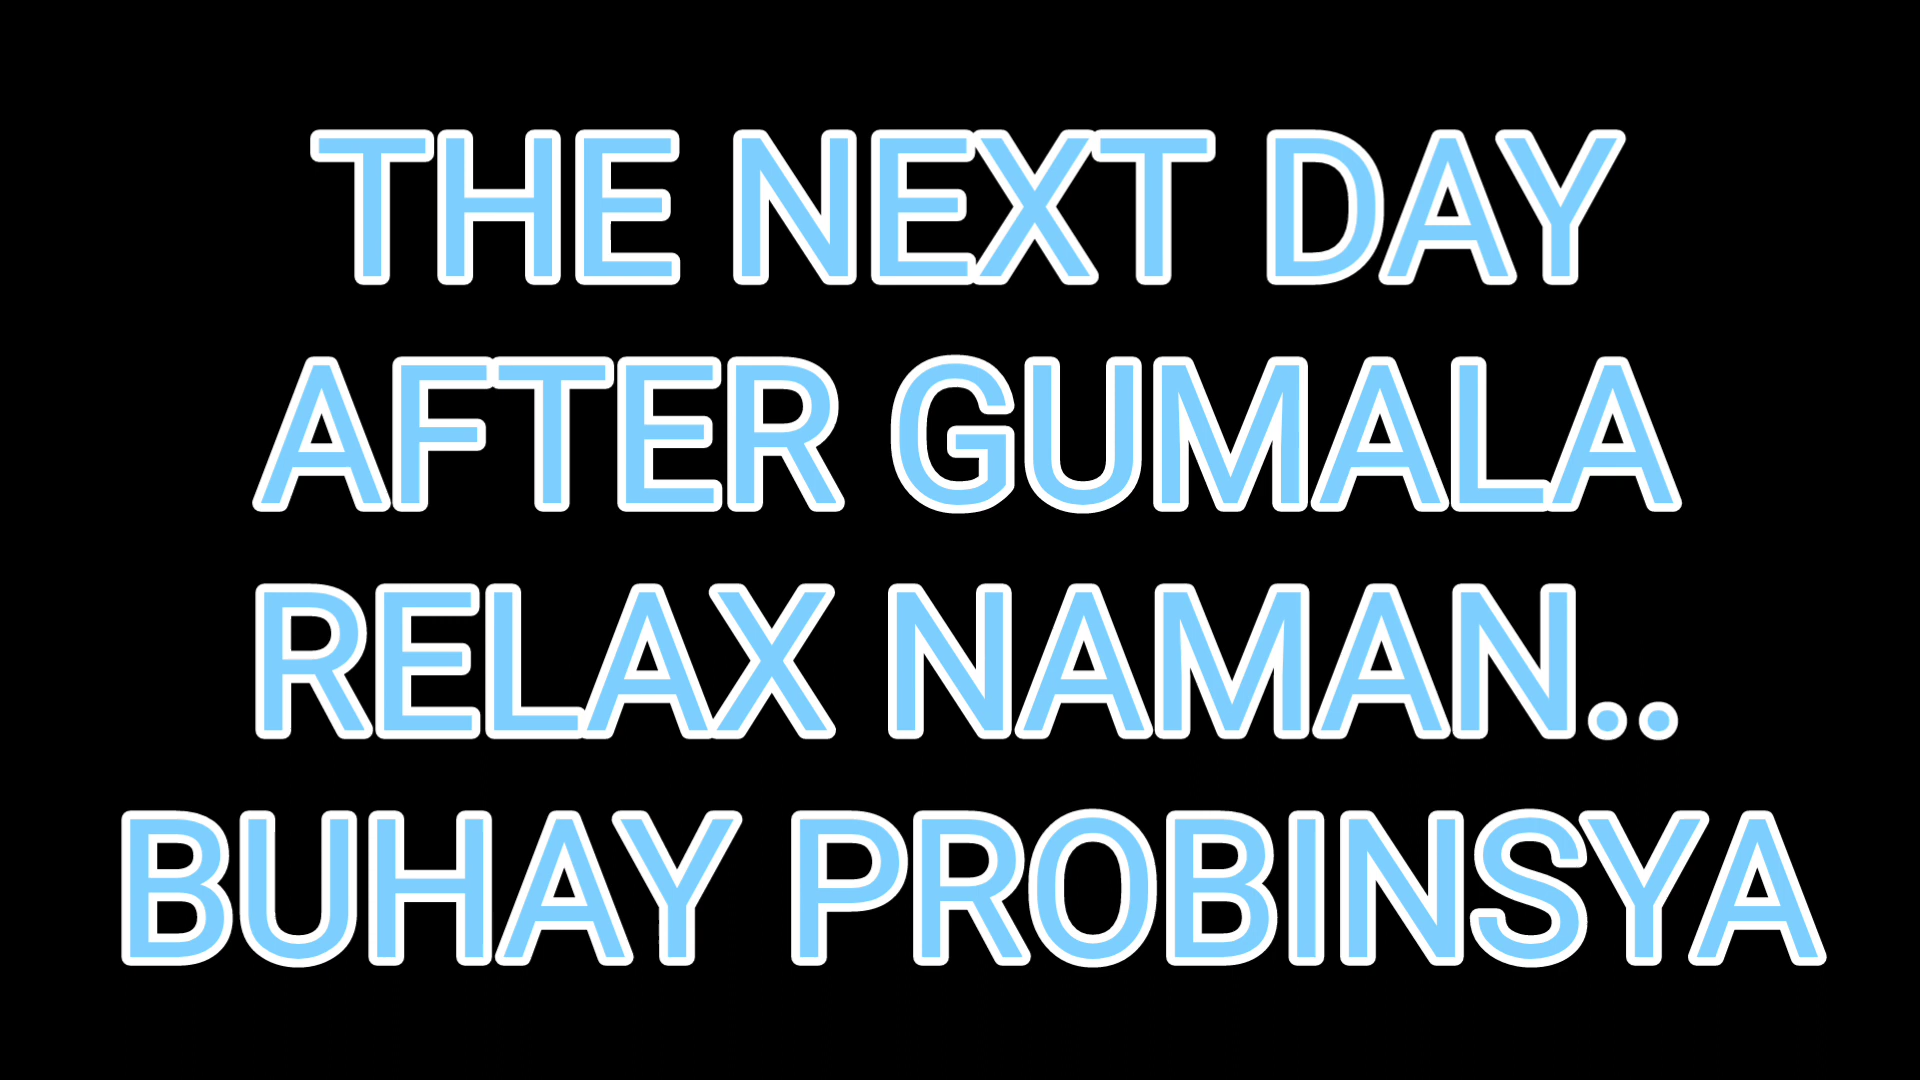 THE NEXT DAY
AFTER GUMALA
RELAX NAMAN..
BUHAY PROBINSYA